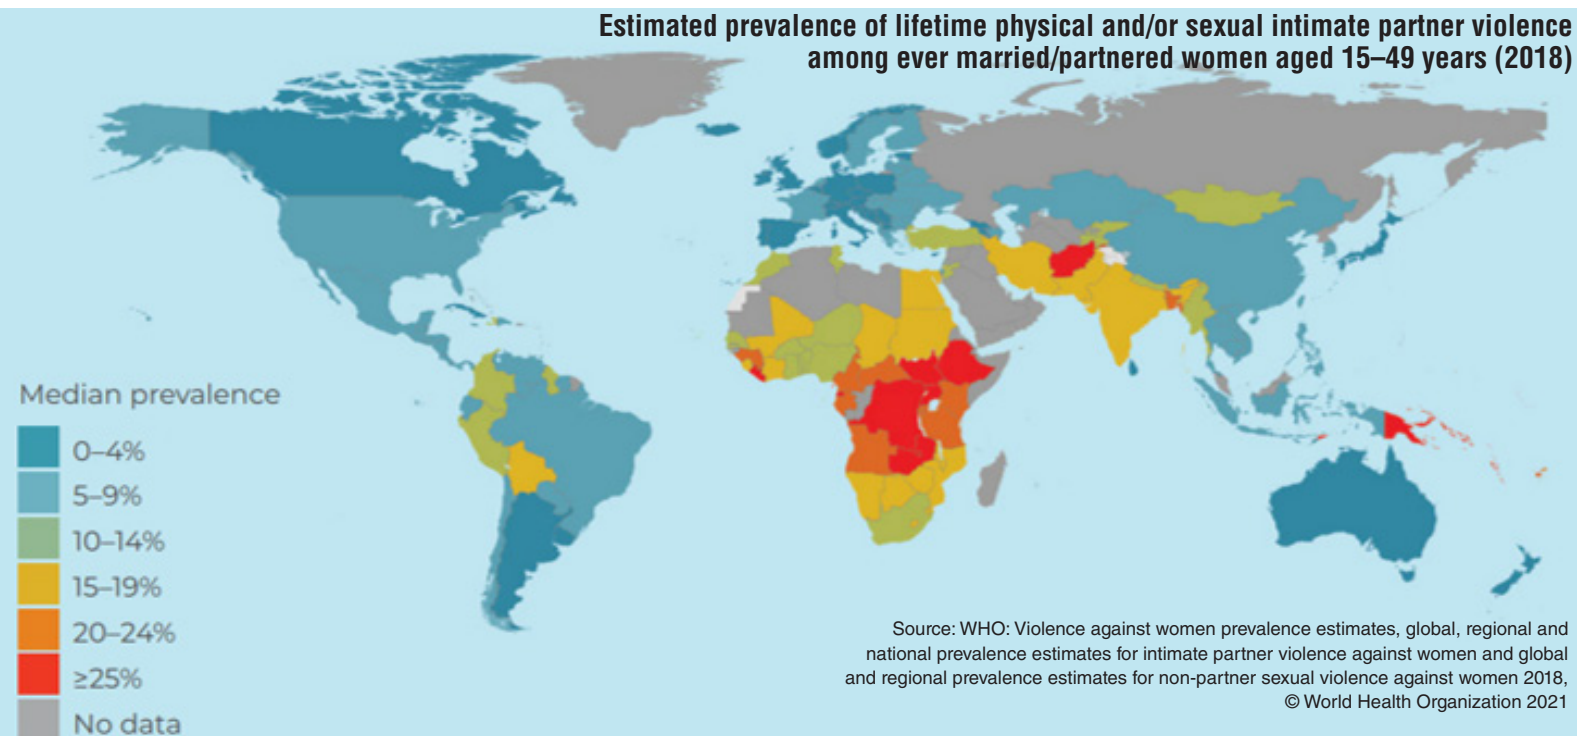 Estimated prevalence of lifetime physical and/or sexual intimate partner violence
among ever married/partnered women aged 15–49 years (2018)
Median prevalence
0–4%
5–9%
10–14%
15–19%
20–24%
≥25%
No data
Source: WHO: Violence against women prevalence estimates, global, regional and
national prevalence estimates for intimate partner violence against women and global
and regional prevalence estimates for non-partner sexual violence against women 2018,
© World Health Organization 2021